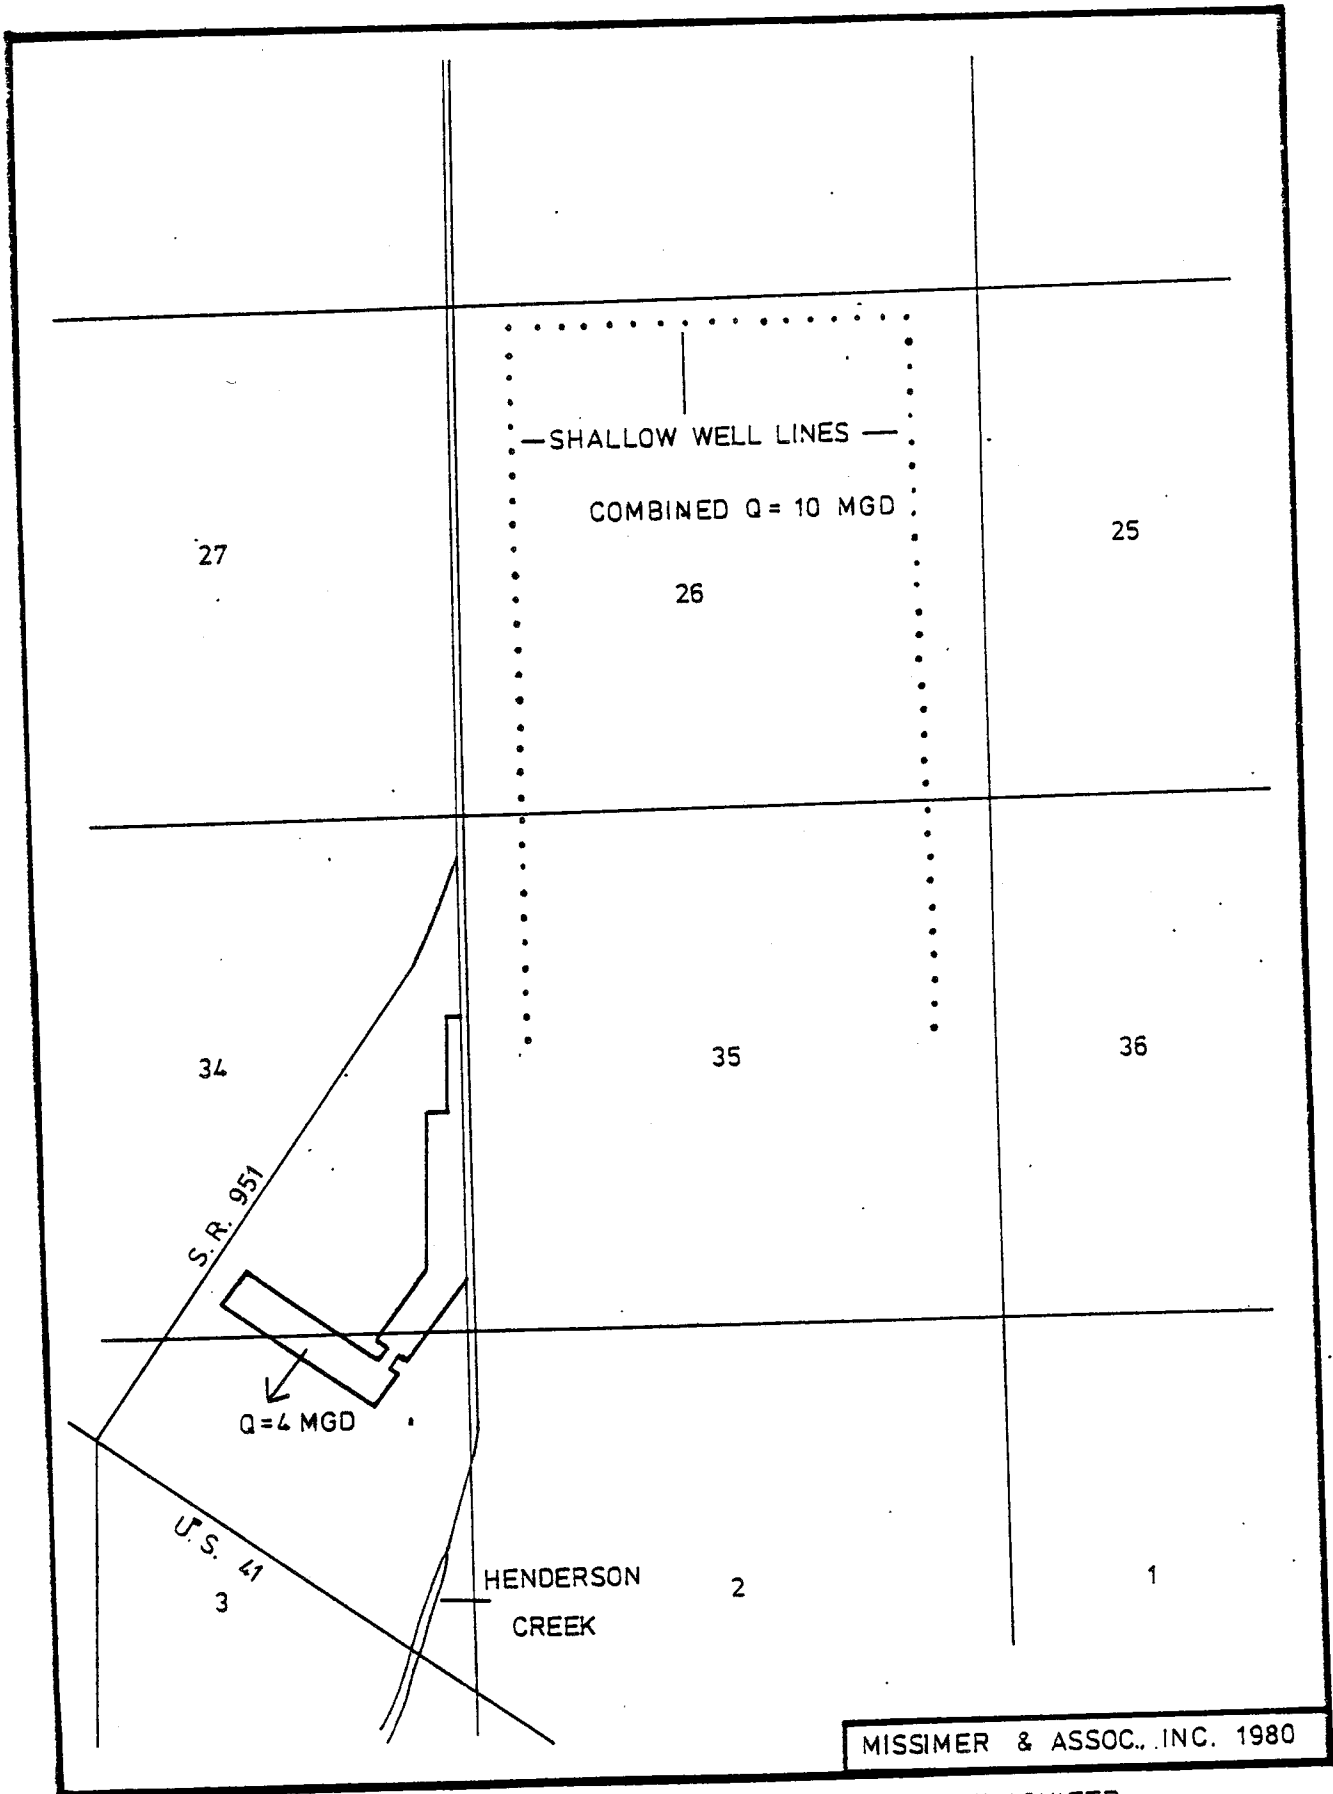 —SHALLOW WELL LINES—
COMBINED Q = 10 MGD
27
25
26
34
35
36
S.R. 951
Q=4 MGD
U.S. 41
3
HENDERSON
CREEK
2
1
MISSIMER & ASSOC., INC. 1980